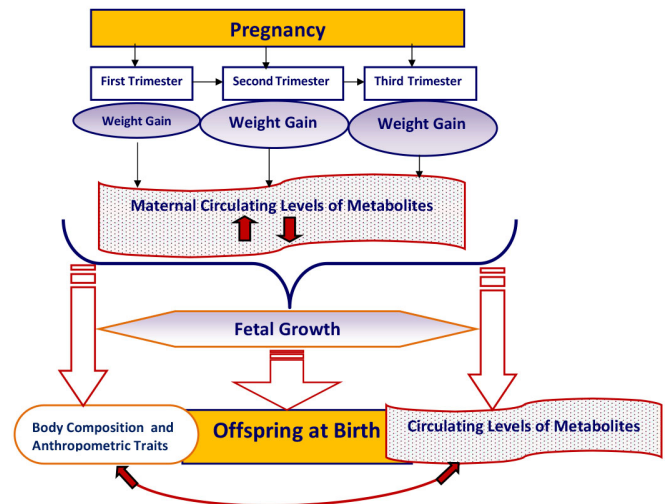 Pregnancy
First Trimester
Second Trimester
Third Trimester
Weight Gain
Weight Gain
Weight Gain
Maternal Circulating Levels of Metabolites
Fetal Growth
Body Composition and
Anthropometric Traits
Offspring at Birth
Circulating Levels of Metabolites